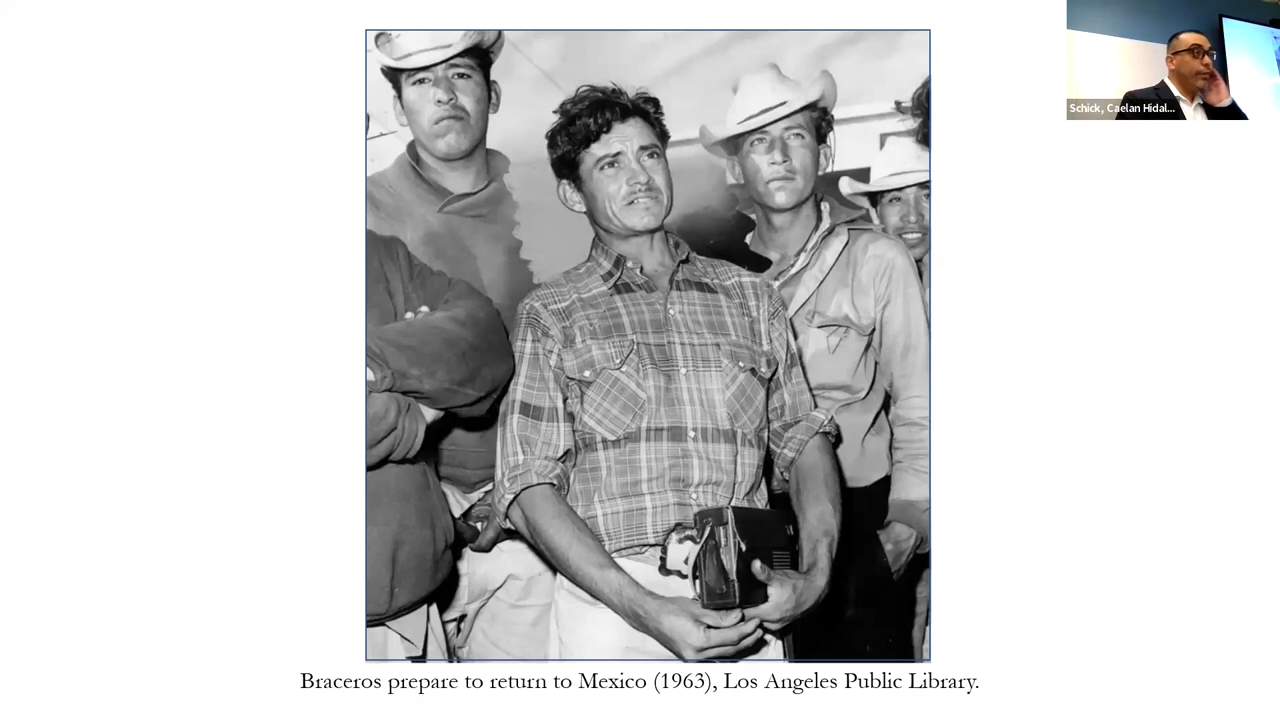 Schick, Caelan Hidal...
Braceros prepare to return to Mexico (1963), Los Angeles Public Library.